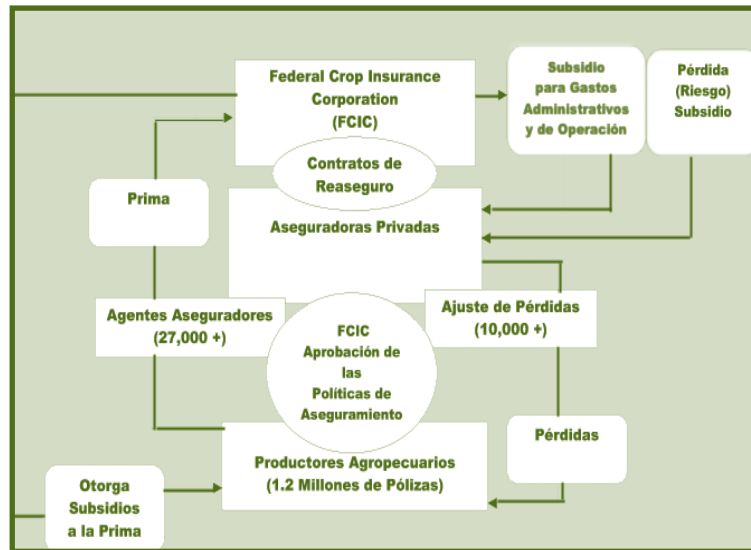 Federal Crop Insurance
Corporation
(FCIC)
Subsidio
para Gastos
Administrativos
y de Operación
Pérdida
(Riesgo)
Subsidio
Contratos de
Reaseguro
Prima
Aseguradoras Privadas
Agentes Aseguradores
(27,000 +)
Ajuste de Pérdidas
(10,000 +)
FCIC
Aprobación de
las
Políticas de
Aseguramiento
Pérdidas
Productores Agropecuarios
(1.2 Millones de Pólizas)
Otorga
Subsidios
a la Prima